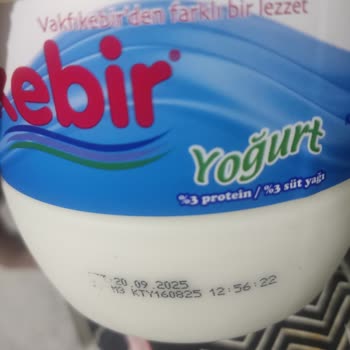 Vakfıkebir'den farklı bir lezzet
kebir®
Yoğurt
%3 protein / %3 süt yağı
20.09.2025
M9 KTY160825 12:56:22